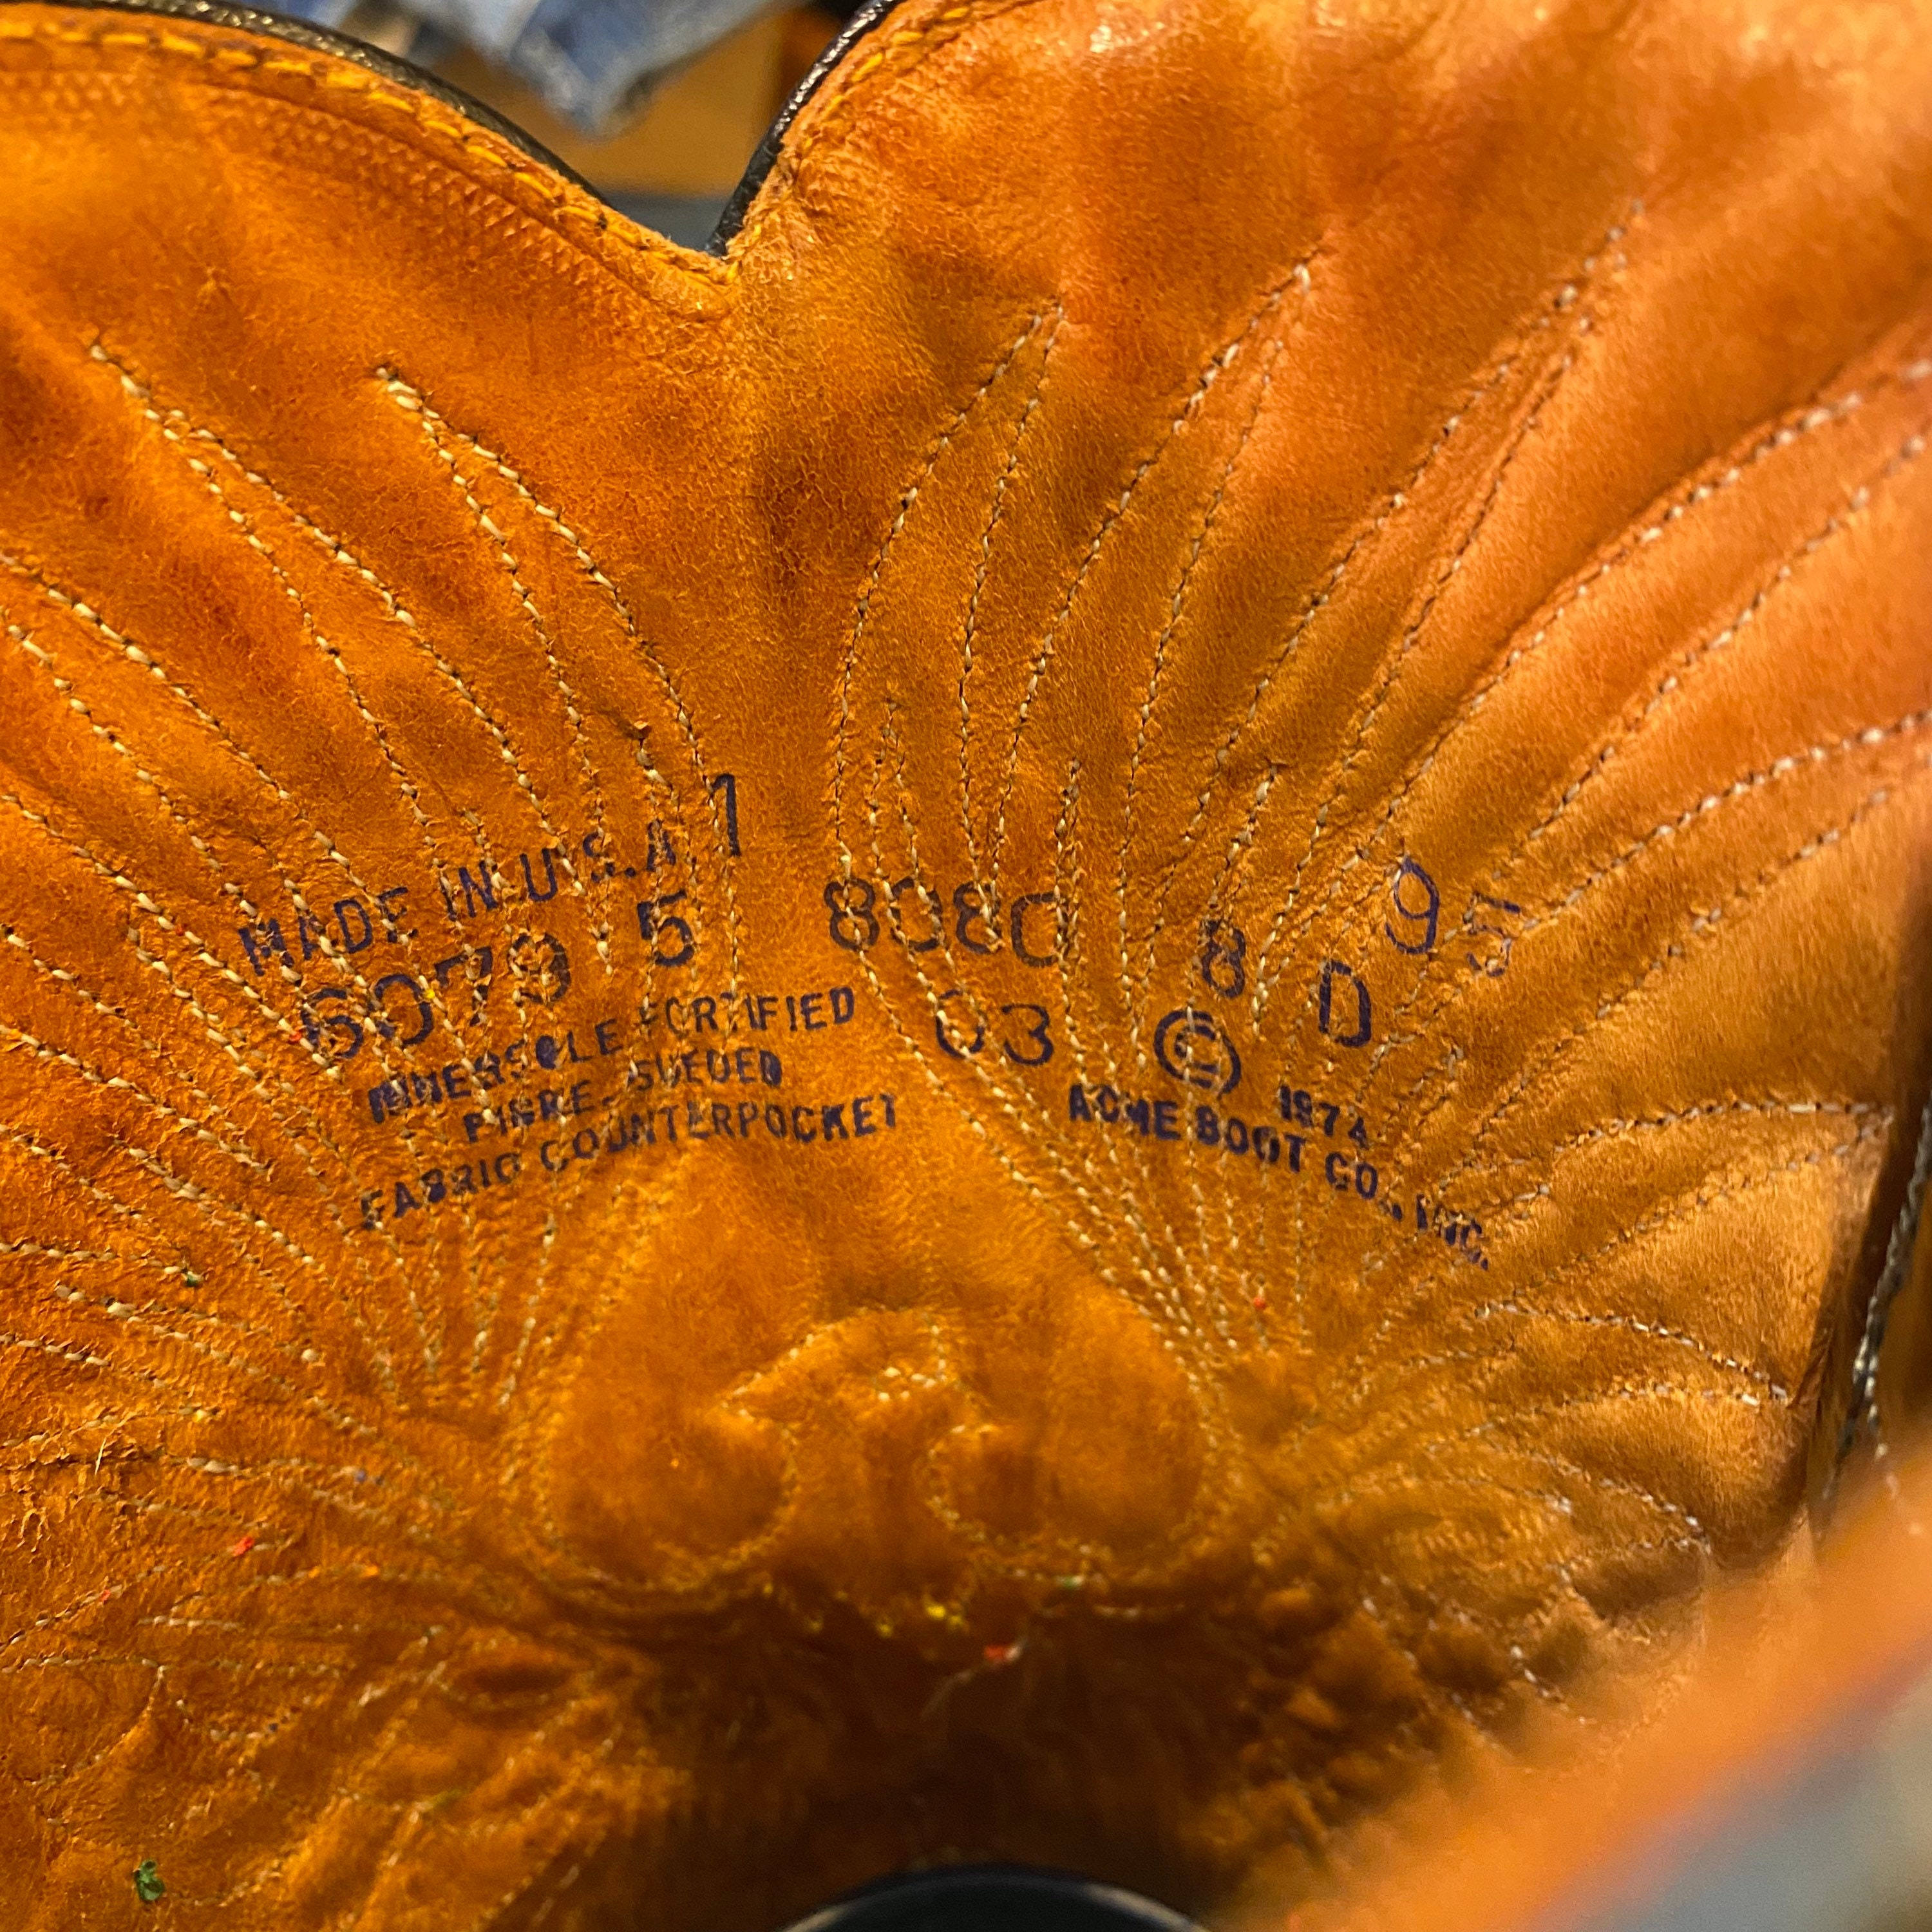 MADE IN U.S.A. 1
6079 5 8080 8 D 95
INNERSOLE FORTIFIED 03 ©
FIBRE. SUEDED 1974
FABRIC COUNTERPOCKET ACME BOOT CO., INC.